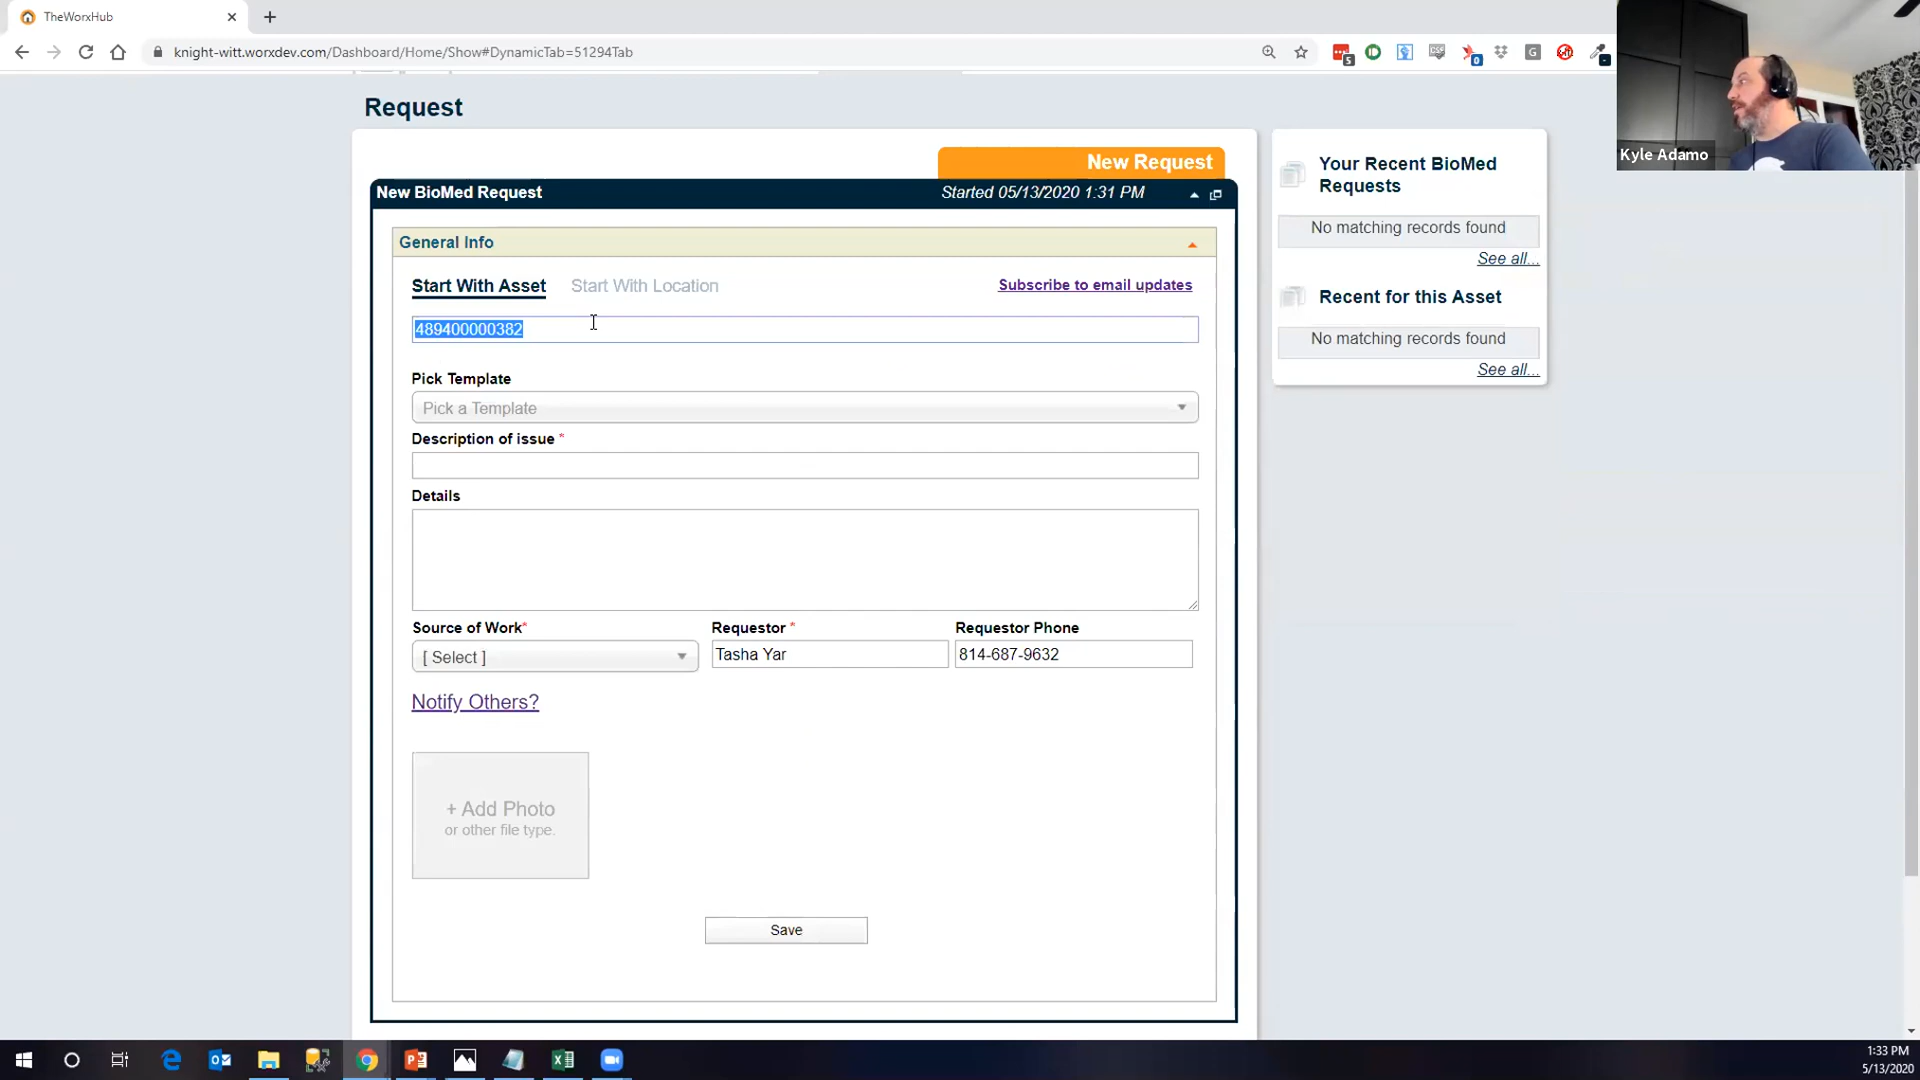 TheWorxHub
knight-witt.worxdev.com/Dashboard/Home/Show#DynamicTab=51294Tab
Kyle Adamo
Request
New Request
New BioMed Request
Started 05/13/2020 1:31 PM
General Info
Start With Asset
Start With Location
Subscribe to email updates
489400000382
Pick Template
Pick a Template
Description of issue *
Details
Source of Work*
Requestor *
Requestor Phone
[ Select ]
Tasha Yar
814-687-9632
Notify Others?
+ Add Photo
or other file type.
Save
Your Recent BioMed
Requests
No matching records found
See all...
Recent for this Asset
No matching records found
See all...
1:33 PM
5/13/2020